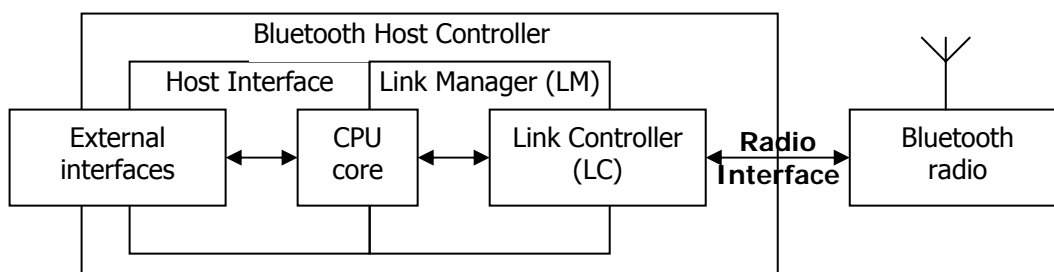 Bluetooth Host Controller
Host Interface
Link Manager (LM)
External
interfaces
CPU
core
Link Controller
(LC)
Radio
Interface
Bluetooth
radio